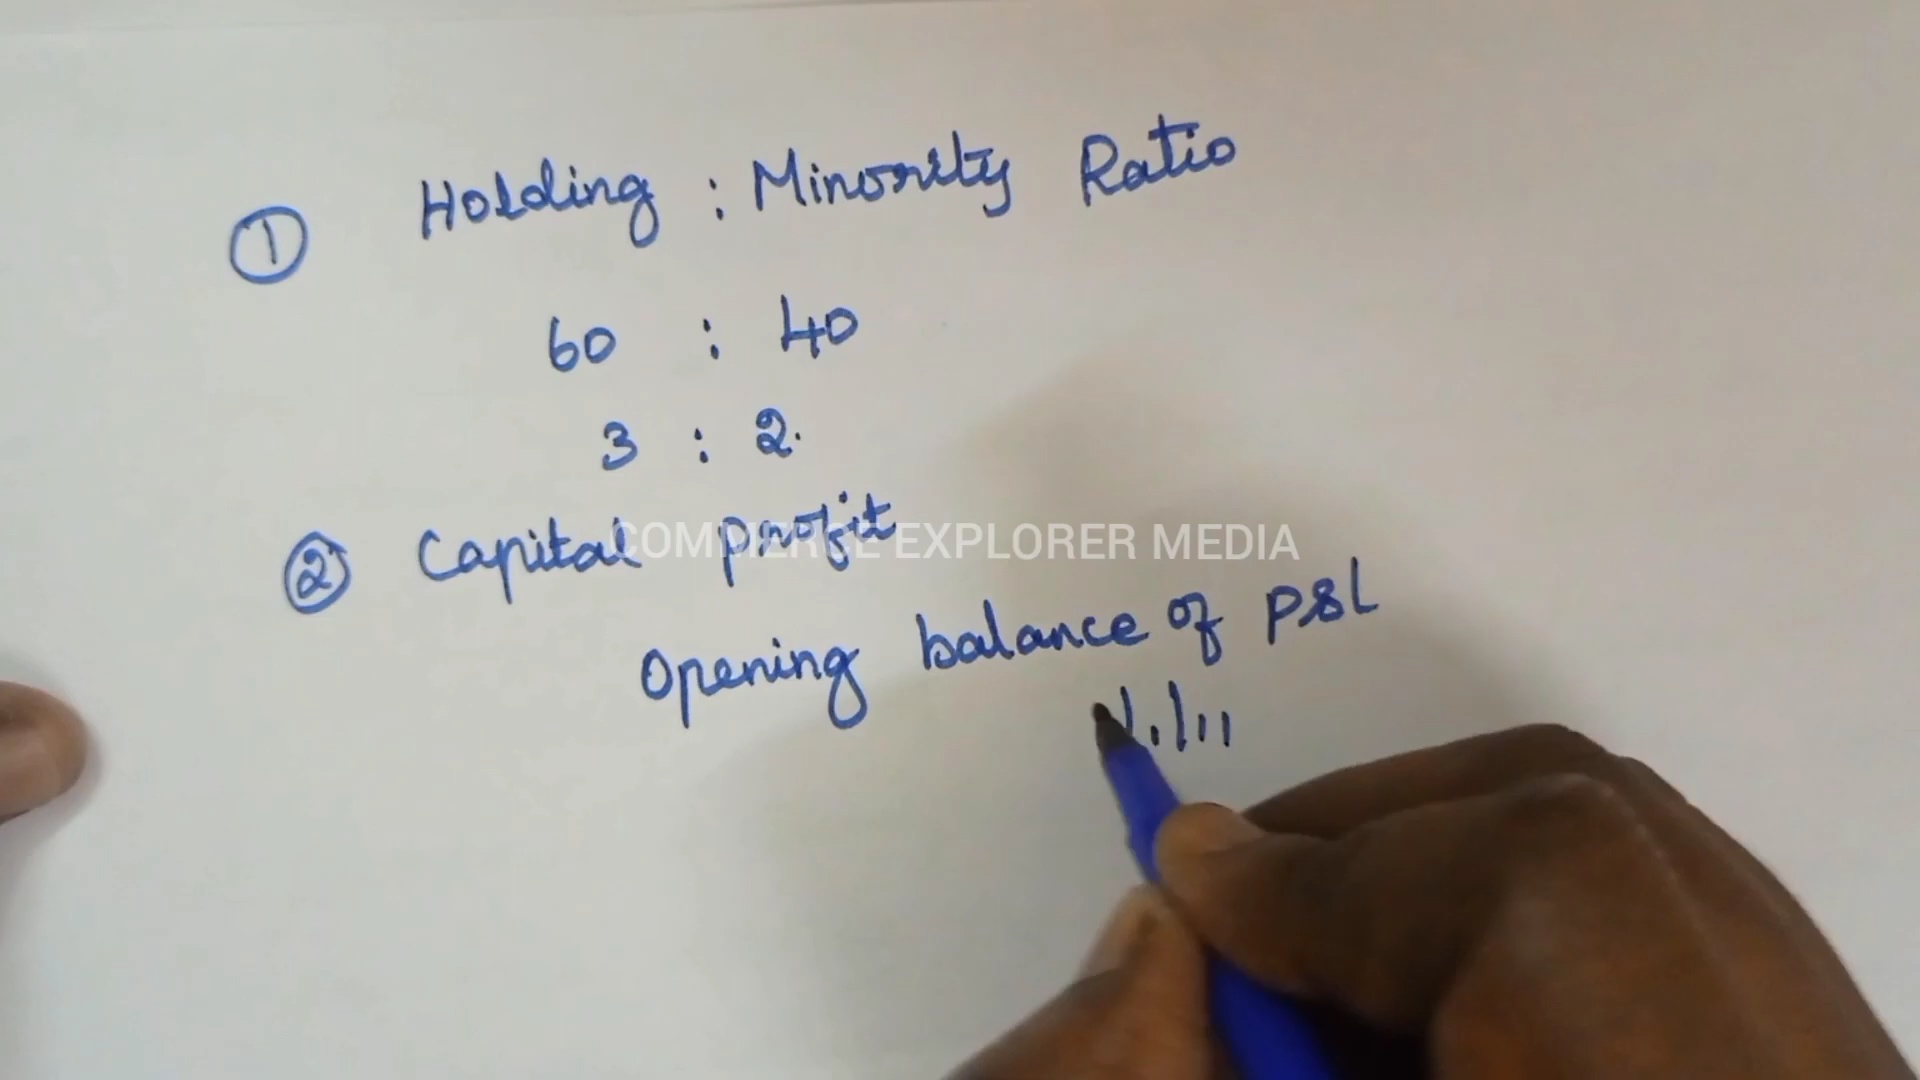 ① Holding : Minority Ratio
60 : 40
3 : 2.
② Capital profit
COMMERCE EXPLORER MEDIA
Opening balance of P&L